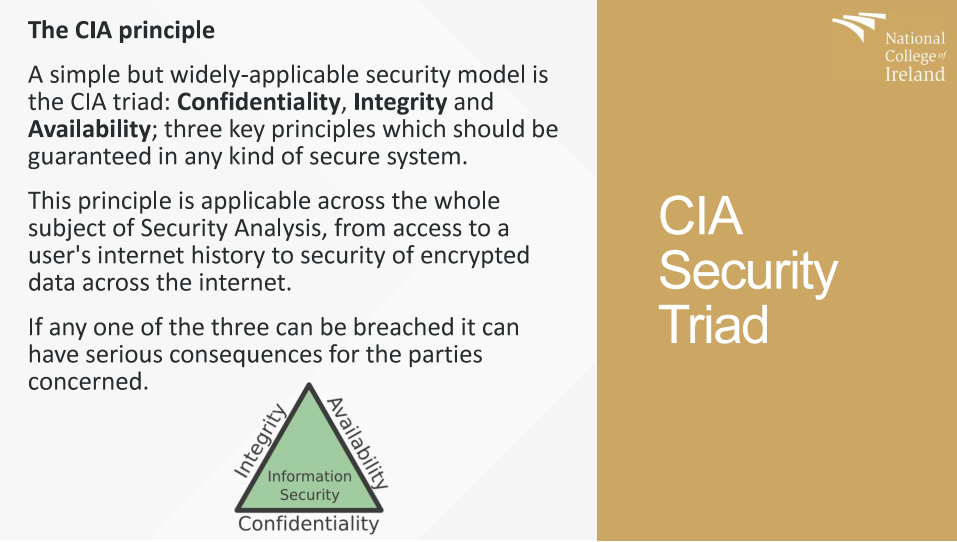 The CIA principle
A simple but widely-applicable security model is
the CIA triad: Confidentiality, Integrity and
Availability; three key principles which should be
guaranteed in any kind of secure system.
This principle is applicable across the whole
subject of Security Analysis, from access to a
user's internet history to security of encrypted
data across the internet.
If any one of the three can be breached it can
have serious consequences for the parties
concerned.
Integrity
Availability
Information
Security
Confidentiality
National
College of
Ireland
CIA
Security
Triad